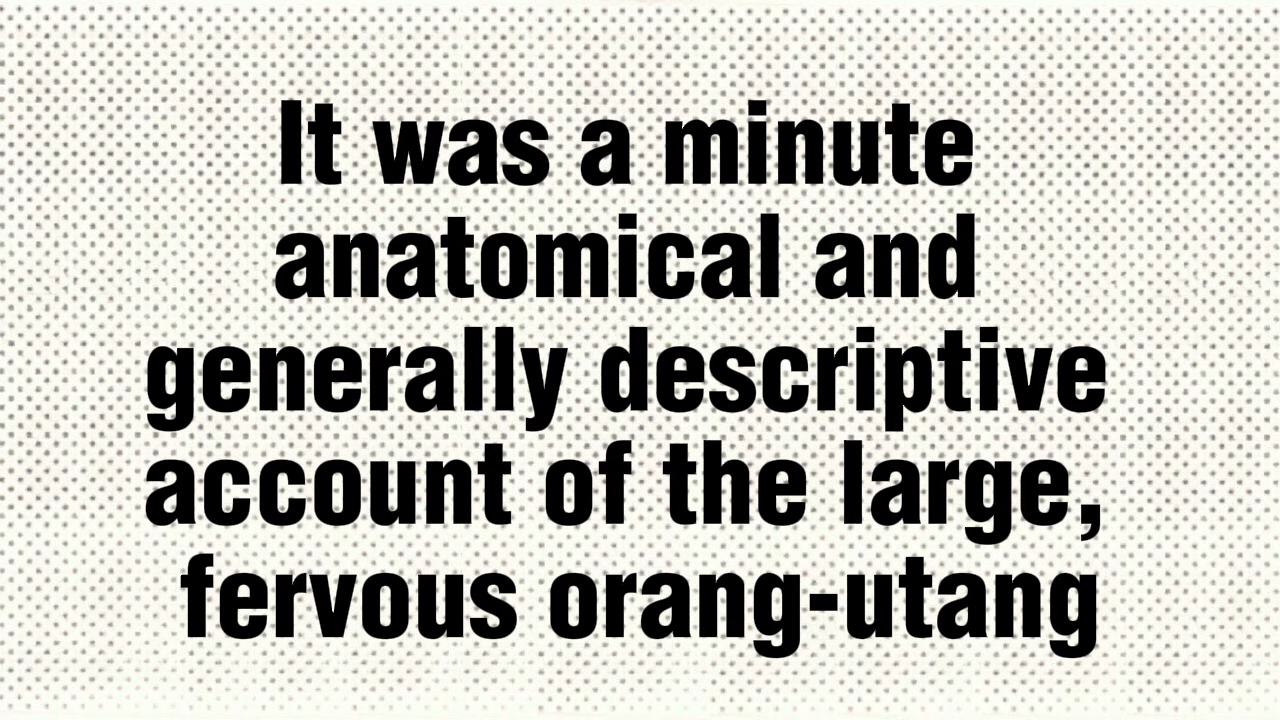 It was a minute
anatomical and
generally descriptive
account of the large,
fervous orang-utang